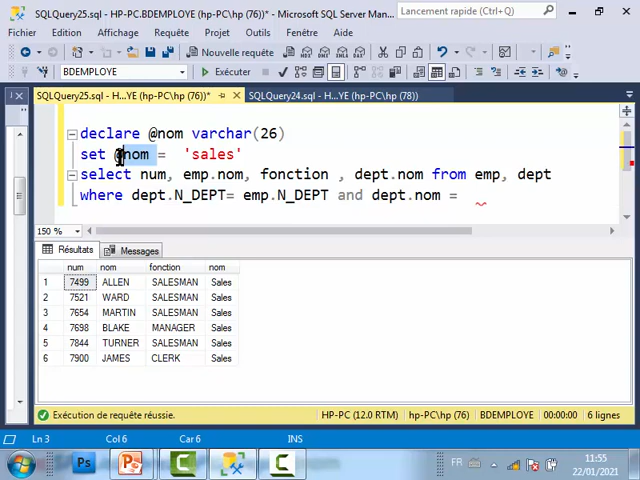 SQLQuery25.sql - HP-PC.BDEMPLOYE (hp-PC\hp (76))* - Microsoft SQL Server Man...
Lancement rapide (Ctrl+Q)
Fichier Edition Affichage Requête Projet Déboguer Outils Fenêtre Aide
Nouvelle requête
BDEMPLOYE Exécuter
SQLQuery25.sql - H...YE (hp-PC\hp (76))* SQLQuery24.sql - H...YE (hp-PC\hp (78))
declare @nom varchar(26)
set @nom = 'sales'
select num, emp.nom, fonction , dept.nom from emp, dept
where dept.N_DEPT= emp.N_DEPT and dept.nom =
150 %
Résultats Messages
num nom fonction nom
1 7499 ALLEN SALESMAN Sales
2 7521 WARD SALESMAN Sales
3 7654 MARTIN SALESMAN Sales
4 7698 BLAKE MANAGER Sales
5 7844 TURNER SALESMAN Sales
6 7900 JAMES CLERK Sales
Exécution de requête réussie. HP-PC (12.0 RTM) hp-PC\hp (76) BDEMPLOYE 00:00:00 6 lignes
Ln 3 Col 6 Car 6 INS
Ps FR 11:55
22/01/2021